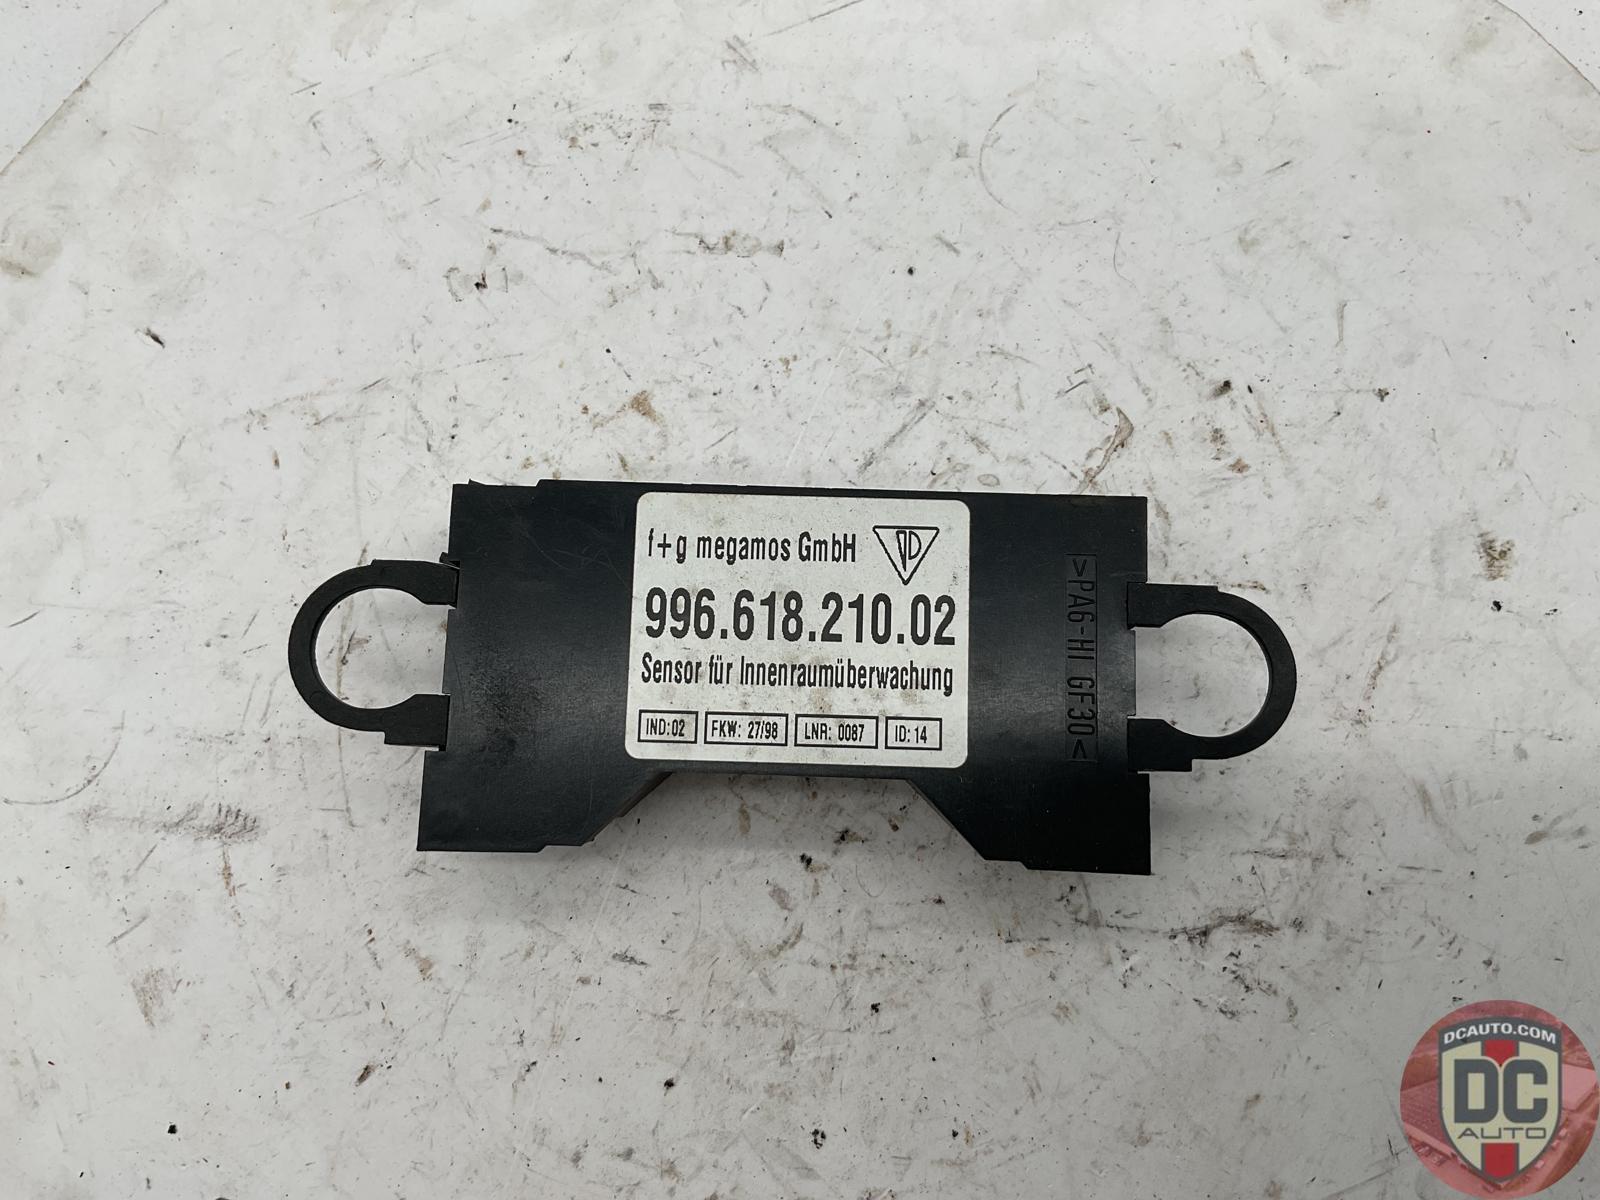 f+g megamos GmbH
996.618.210.02
Sensor für Innenraumüberwachung
IND: 02 FKW: 27/98 LNR: 0087 ID: 14
>PA6-HI GF30<
DCAUTO.COM
DC
AUTO